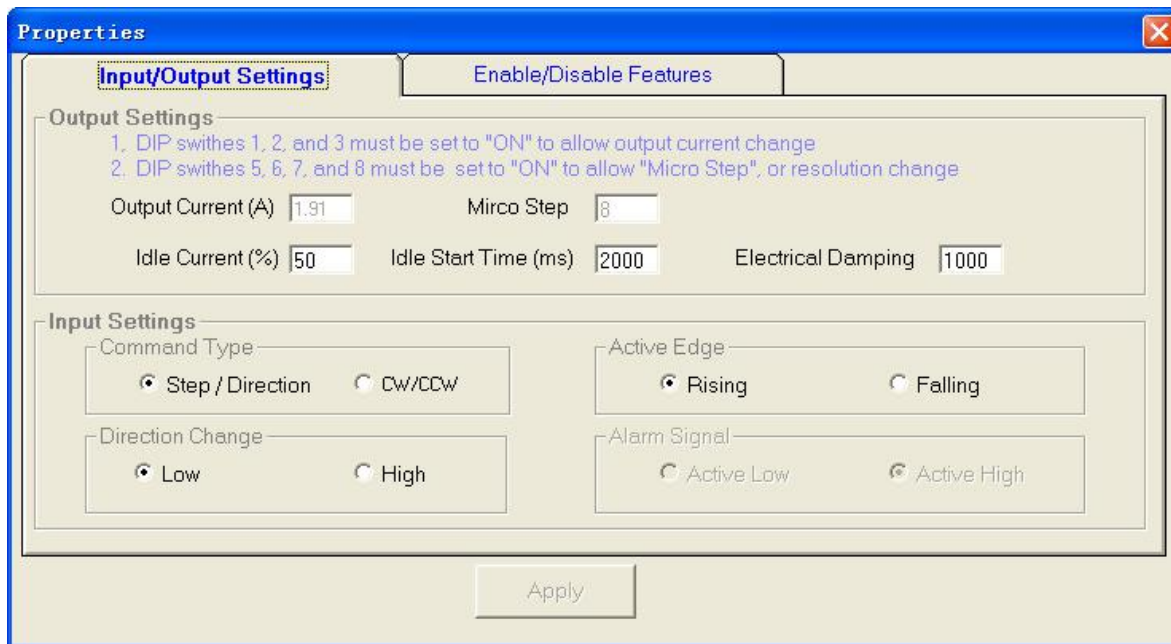 Properties
Input/Output Settings Enable/Disable Features
Output Settings
1, DIP swithes 1, 2, and 3 must be set to "ON" to allow output current change
2. DIP swithes 5, 6, 7, and 8 must be set to "ON" to allow "Micro Step", or resolution change
Output Current (A) 1.91 Mirco Step 8
Idle Current (%) 50 Idle Start Time (ms) 2000 Electrical Damping 1000
Input Settings
Command Type Active Edge
Step / Direction CW/CCW Rising Falling
Direction Change Alarm Signal
Low High Active Low Active High
Apply